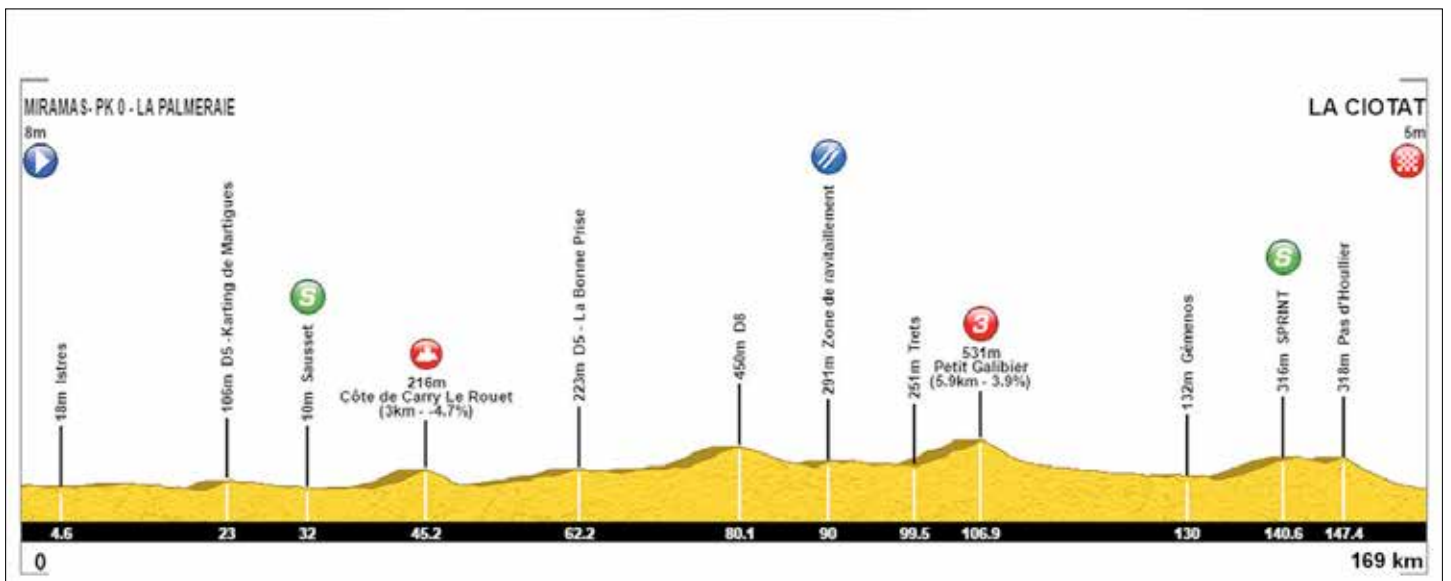 MIRAMAS- PK 0 - LA PALMERAIE
8m
LA CIOTAT
5m
18m Istres
106m D5 -Karting de Martigues
S
10m Sausset
216m
Côte de Carry Le Rouet
(3km - -4.7%)
223m D5 - La Bonne Prise
450m D8
291m Zone de ravitaillement
251m Trets
3
531m
Petit Galibier
(5.9km - 3.9%)
132m Gémenos
S
316m SPRINT
318m Pas d'Houllier
4.6 23 32 45.2 62.2 80.1 90 99.5 106.9 130 140.6 147.4
0
169 km